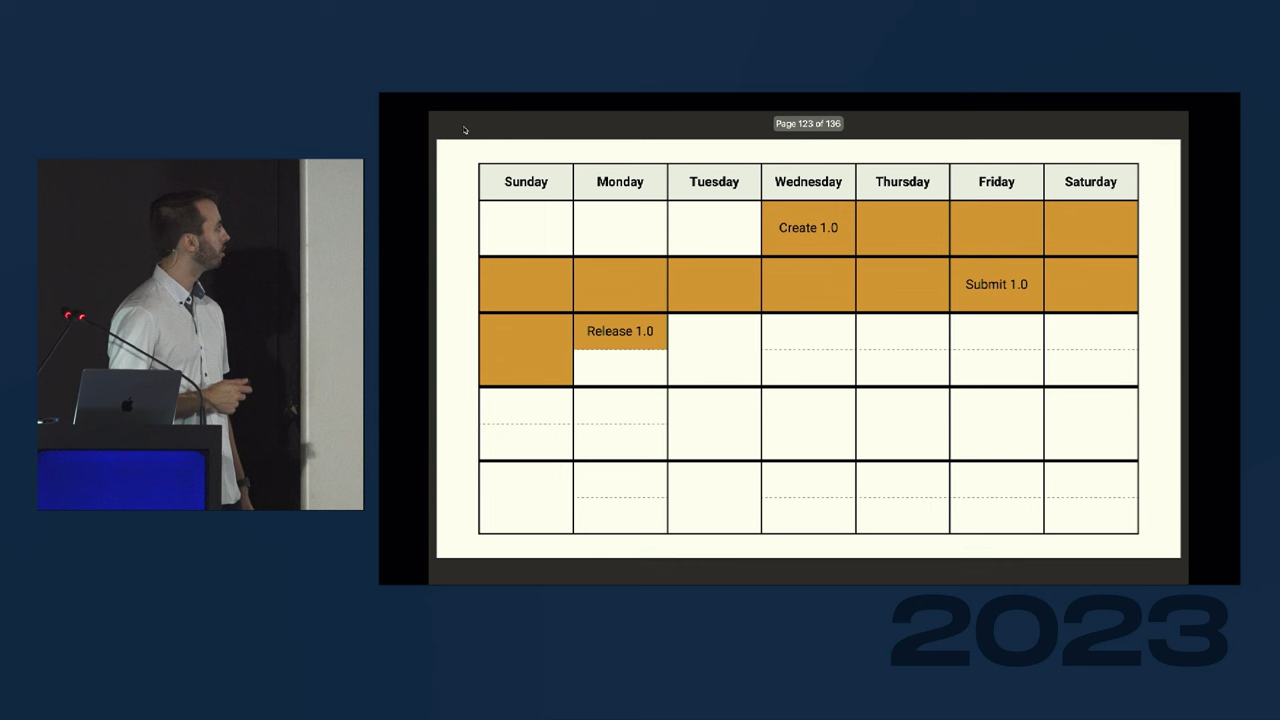 Page 123 of 136
Sunday Monday Tuesday Wednesday Thursday Friday Saturday
Create 1.0
Submit 1.0
Release 1.0
2023